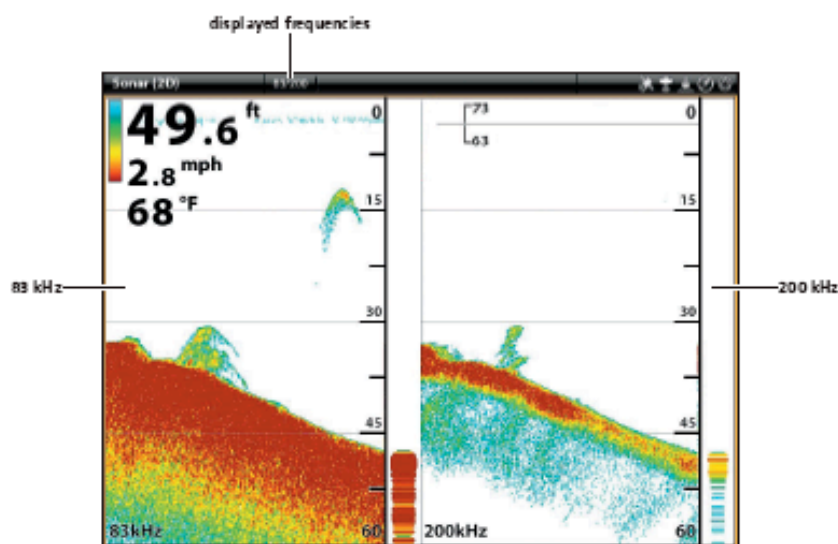 displayed frequencies
Sonar (2D)
83/200
49.6 ft
2.8 mph
68 °F
0
15
30
45
60
83kHz
73
63
0
15
30
45
60
200kHz
83 kHz
200 kHz